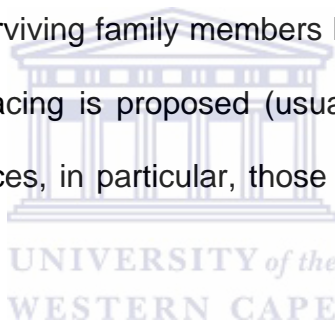 rviving family members
acing is proposed (usua
ces, in particular, those
UNIVERSITY of the
WESTERN CAPE